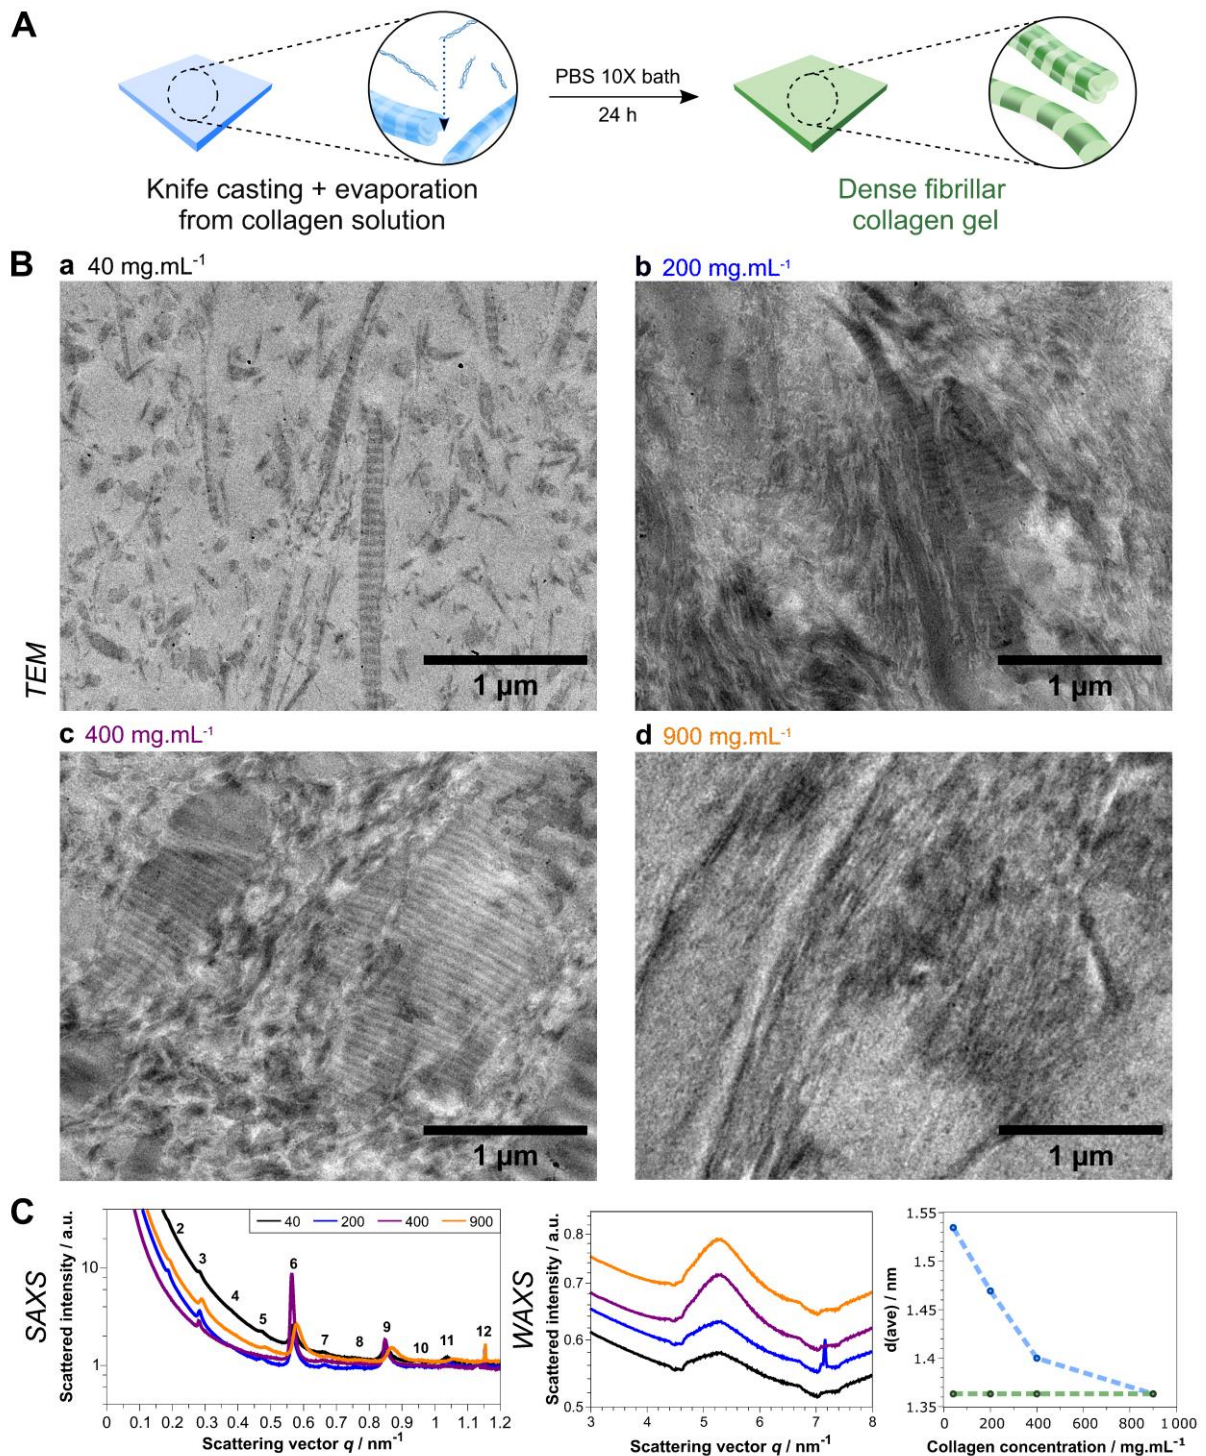 A
PBS 10X bath
24 h
Knife casting + evaporation
from collagen solution
Dense fibrillar
collagen gel
B
a 40 mg.mL⁻¹
b 200 mg.mL⁻¹
TEM
1 µm
1 µm
c 400 mg.mL⁻¹
d 900 mg.mL⁻¹
1 µm
1 µm
C
SAXS
Scattered intensity / a.u.
10
1
40 200 400 900
2
3
4
5
6
7
8
9
10
11
12
0 0.1 0.2 0.3 0.4 0.5 0.6 0.7 0.8 0.9 1 1.1 1.2
Scattering vector q / nm⁻¹
WAXS
Scattered intensity / a.u.
0.8
0.7
0.6
0.5
3 4 5 6 7 8
Scattering vector q / nm⁻¹
d(ave) / nm
1.55
1.5
1.45
1.4
1.35
0 200 400 600 800 1000
Collagen concentration / mg.mL⁻¹